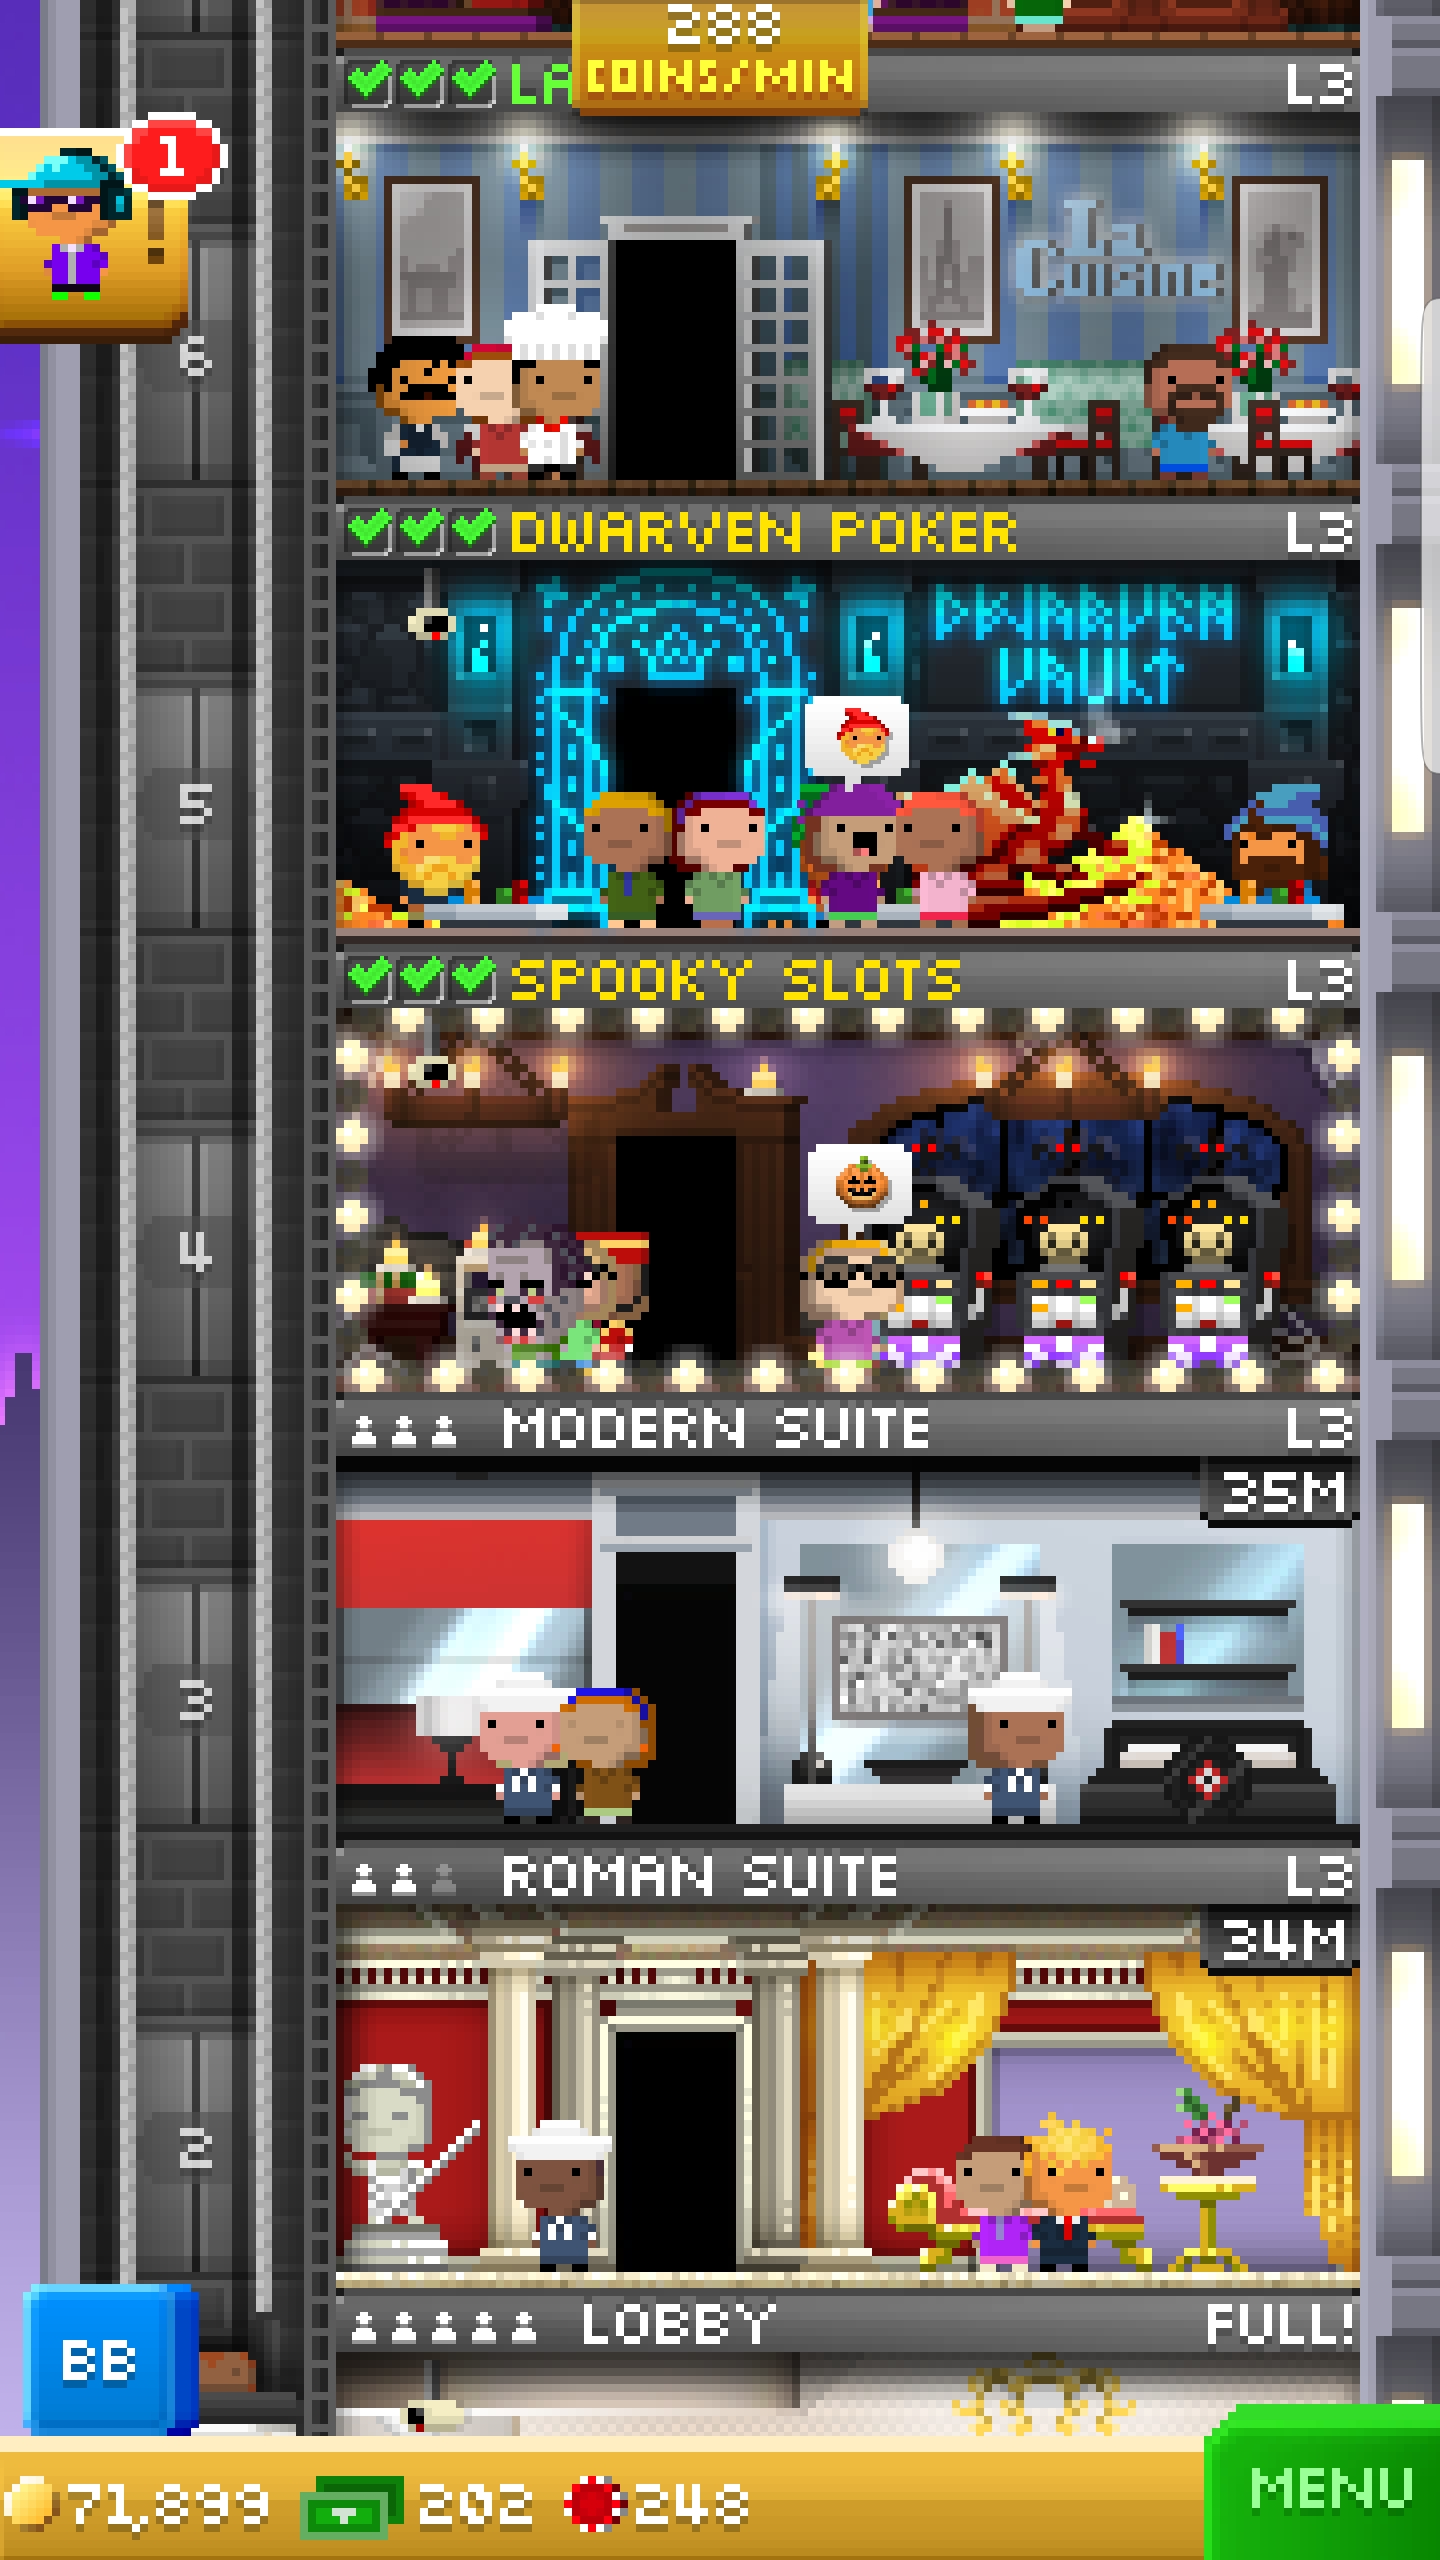 288
COINS/MIN
LA
L3
1
!
La
Cuisine
6
DWARVEN POKER
L3
DWARVEN
VAULT
5
SPOOKY SLOTS
L3
4
MODERN SUITE
L3
35M
3
ROMAN SUITE
L3
34M
2
LOBBY
FULL!
BB
71,899
202
248
MENU